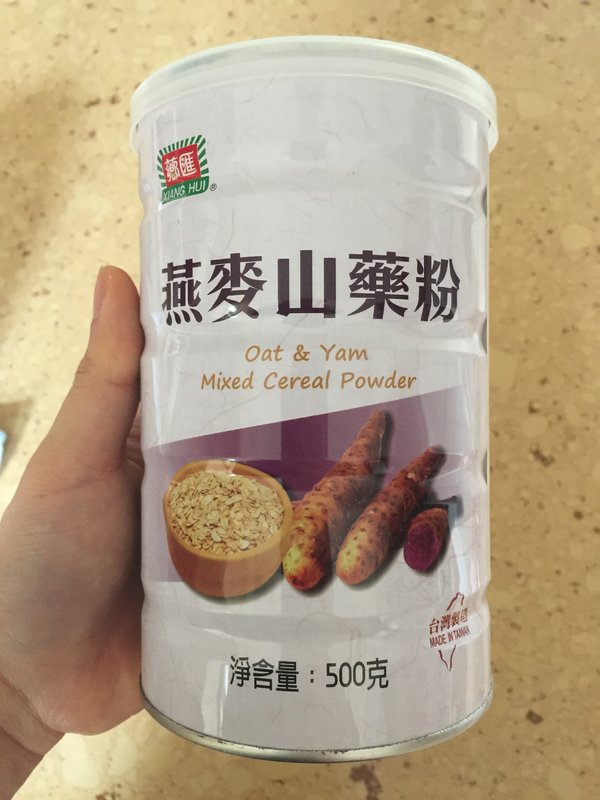 薌匯
XIANG HUI ®
燕麥山藥粉
Oat & Yam
Mixed Cereal Powder
台灣製造
MADE IN TAIWAN
淨含量：500克